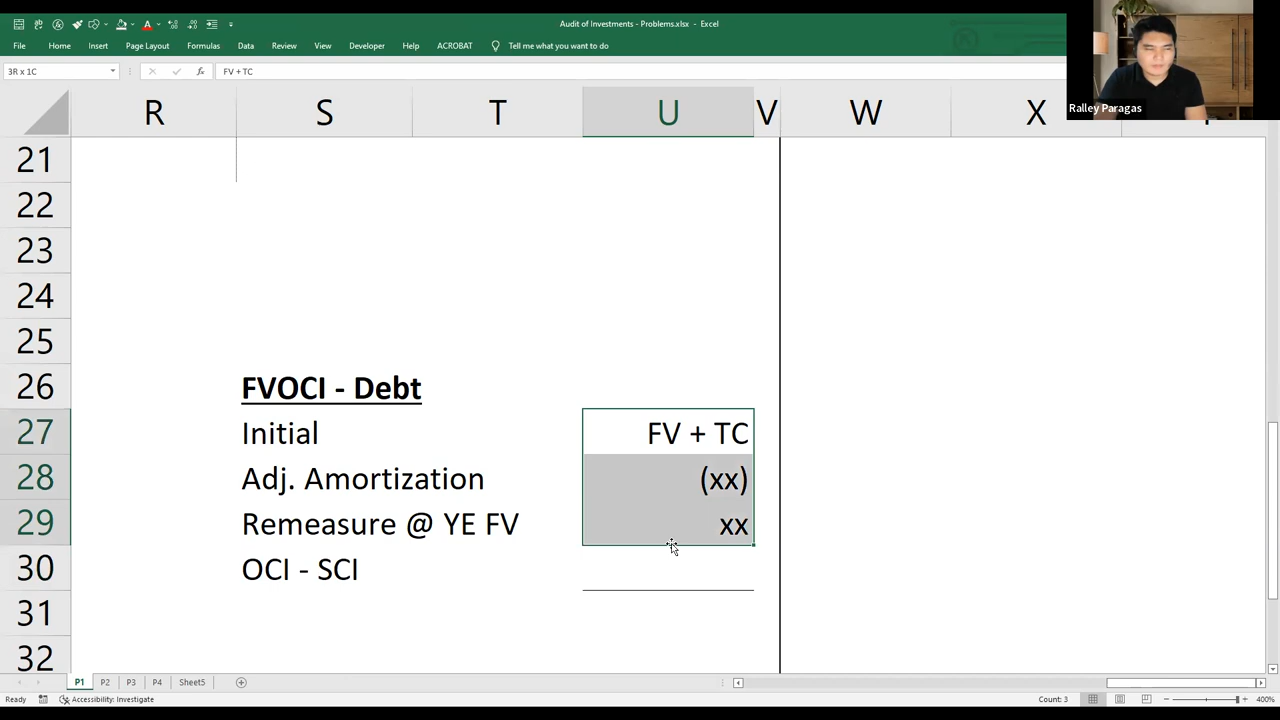 Audit of Investments - Problems.xlsx - Excel
File Home Insert Page Layout Formulas Data Review View Developer Help ACROBAT Tell me what you want to do
3R x 1C FV + TC
Ralley Paragas
R S T U V W X
21
22
23
24
25
26 FVOCI - Debt
27 Initial FV + TC
28 Adj. Amortization (xx)
29 Remeasure @ YE FV xx
30 OCI - SCI
31
32
P1 P2 P3 P4 Sheet5
Ready Accessibility: Investigate Count: 3 400%